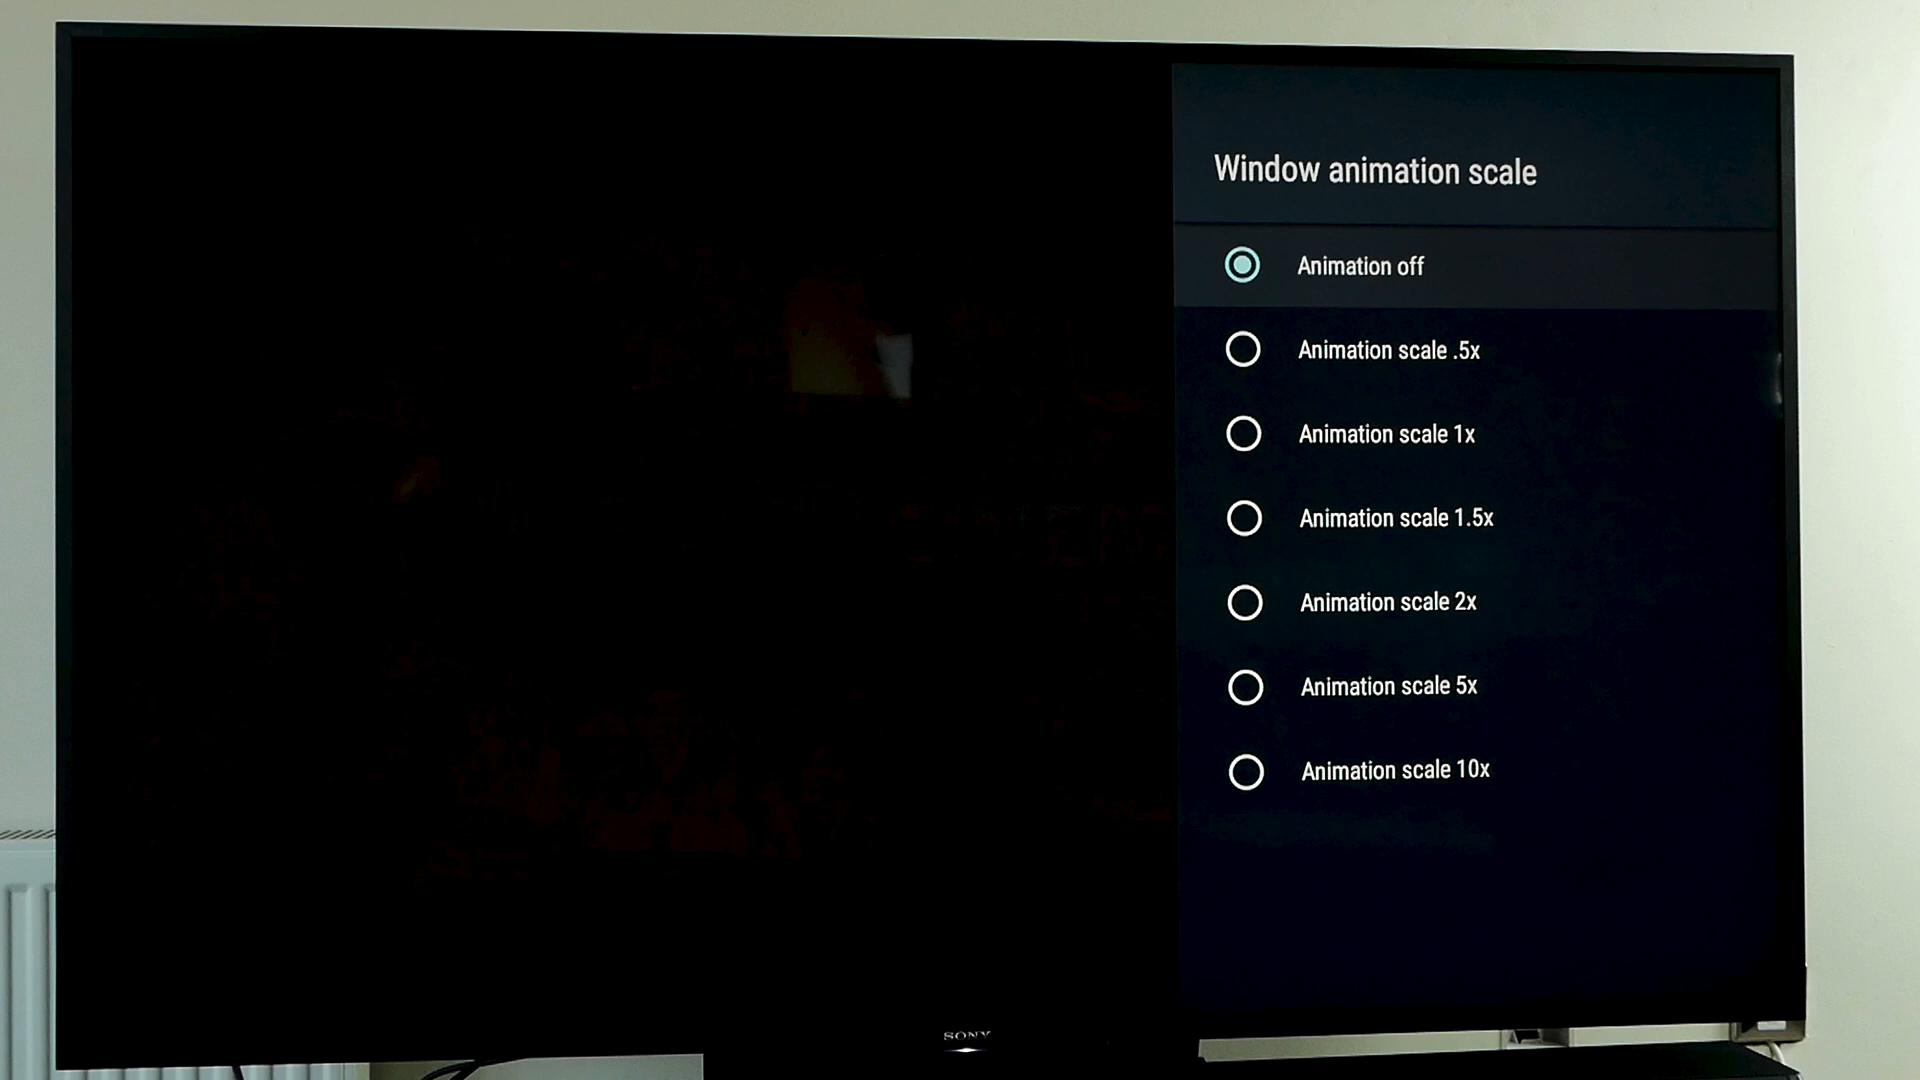 Window animation scale
Animation off
Animation scale .5x
Animation scale 1x
Animation scale 1.5x
Animation scale 2x
Animation scale 5x
Animation scale 10x
SONY